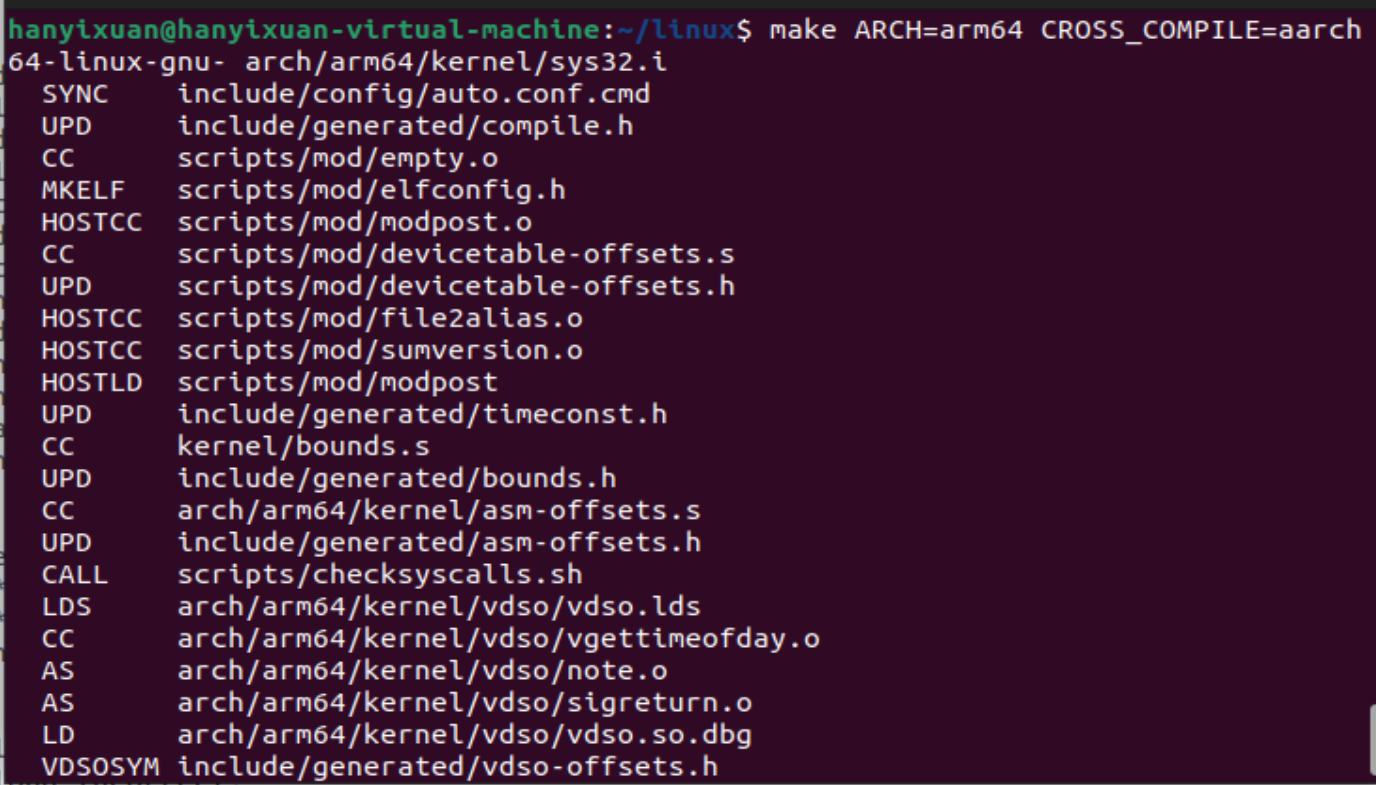 hanyixuan@hanyixuan-virtual-machine:~/linux$ make ARCH=arm64 CROSS_COMPILE=aarch
64-linux-gnu- arch/arm64/kernel/sys32.i
  SYNC    include/config/auto.conf.cmd
  UPD     include/generated/compile.h
  CC      scripts/mod/empty.o
  MKELF   scripts/mod/elfconfig.h
  HOSTCC  scripts/mod/modpost.o
  CC      scripts/mod/devicetable-offsets.s
  UPD     scripts/mod/devicetable-offsets.h
  HOSTCC  scripts/mod/file2alias.o
  HOSTCC  scripts/mod/sumversion.o
  HOSTLD  scripts/mod/modpost
  UPD     include/generated/timeconst.h
  CC      kernel/bounds.s
  UPD     include/generated/bounds.h
  CC      arch/arm64/kernel/asm-offsets.s
  UPD     include/generated/asm-offsets.h
  CALL    scripts/checksyscalls.sh
  LDS     arch/arm64/kernel/vdso/vdso.lds
  CC      arch/arm64/kernel/vdso/vgettimeofday.o
  AS      arch/arm64/kernel/vdso/note.o
  AS      arch/arm64/kernel/vdso/sigreturn.o
  LD      arch/arm64/kernel/vdso/vdso.so.dbg
  VDSOSYM include/generated/vdso-offsets.h